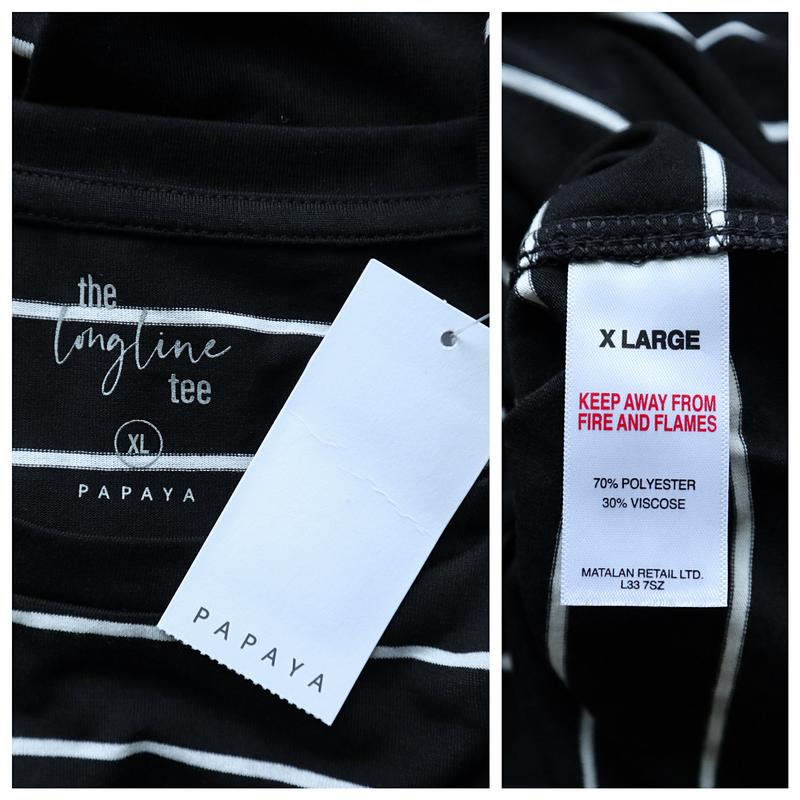 the
longline
tee
XL
PAPAYA
PAPAYA
X LARGE
KEEP AWAY FROM
FIRE AND FLAMES
70% POLYESTER
30% VISCOSE
MATALAN RETAIL LTD.
L33 7SZ